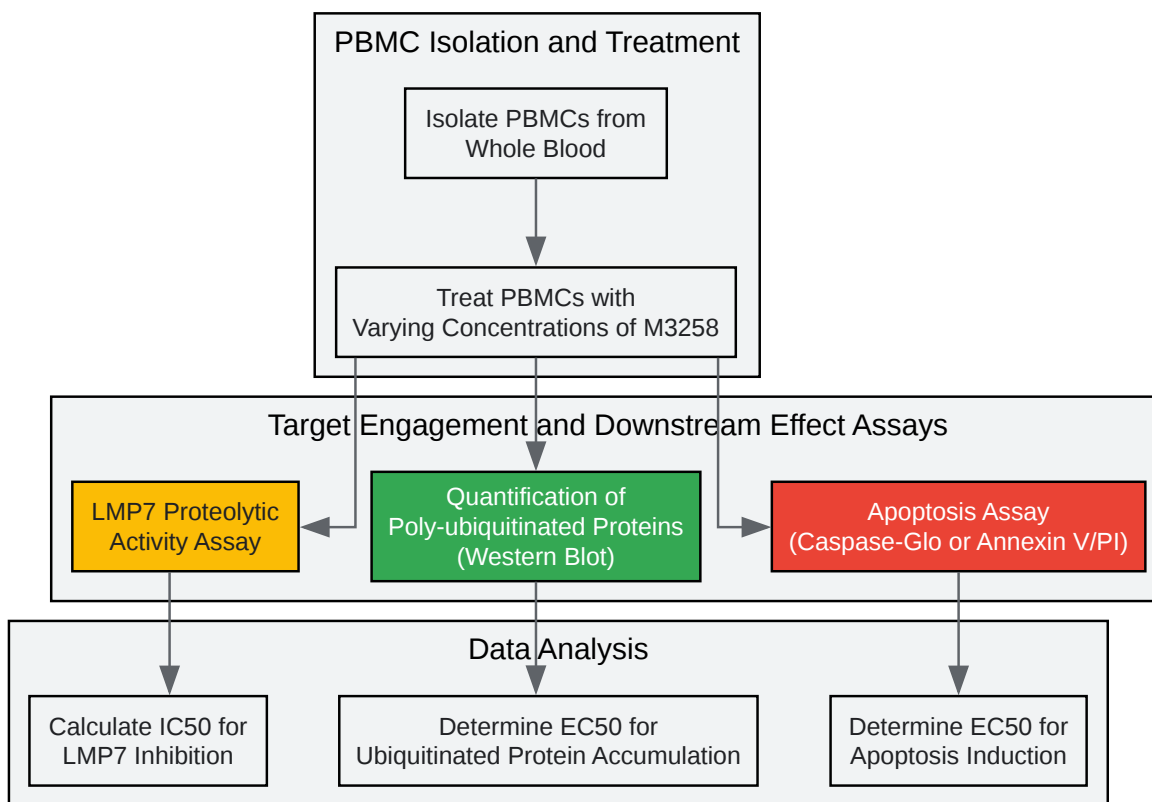 PBMC Isolation and Treatment
Isolate PBMCs from
Whole Blood
Treat PBMCs with
Varying Concentrations of M3258
Target Engagement and Downstream Effect Assays
LMP7 Proteolytic
Activity Assay
Quantification of
Poly-ubiquitinated Proteins
(Western Blot)
Apoptosis Assay
(Caspase-Glo or Annexin V/PI)
Data Analysis
Calculate IC50 for
LMP7 Inhibition
Determine EC50 for
Ubiquitinated Protein Accumulation
Determine EC50 for
Apoptosis Induction